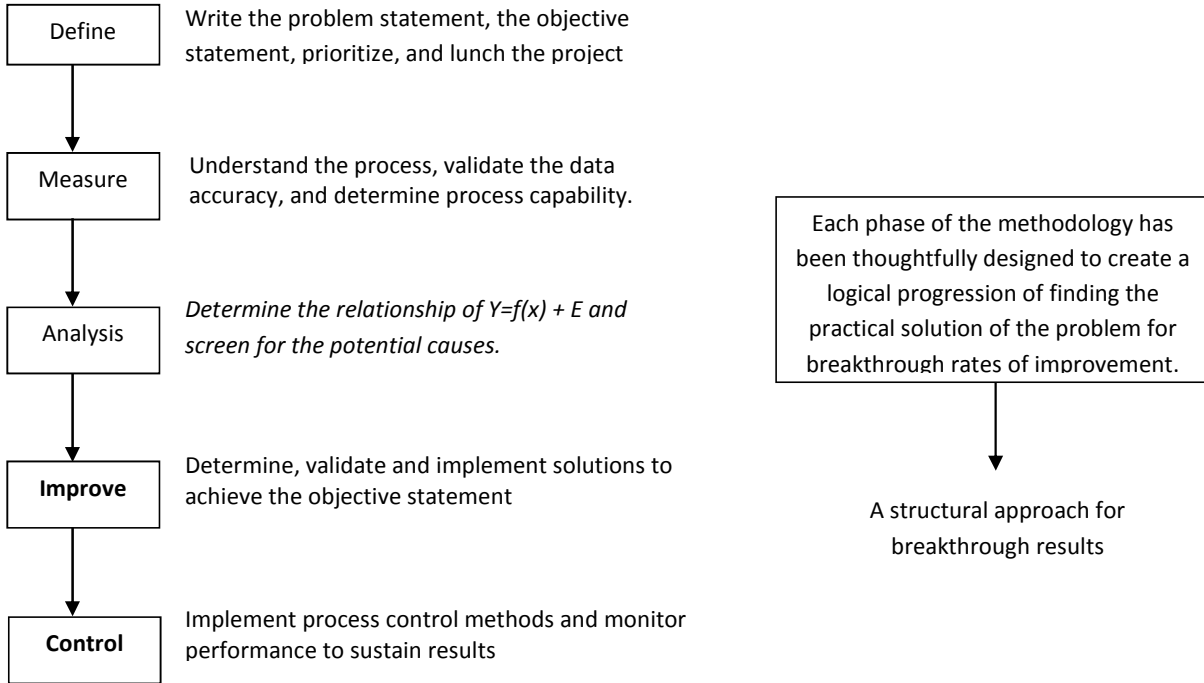 Define
Write the problem statement, the objective
statement, prioritize, and lunch the project
Measure
Understand the process, validate the data
accuracy, and determine process capability.
Analysis
Determine the relationship of Y=f(x) + E and
screen for the potential causes.
Improve
Determine, validate and implement solutions to
achieve the objective statement
Control
Implement process control methods and monitor
performance to sustain results
Each phase of the methodology has
been thoughtfully designed to create a
logical progression of finding the
practical solution of the problem for
breakthrough rates of improvement.
A structural approach for
breakthrough results